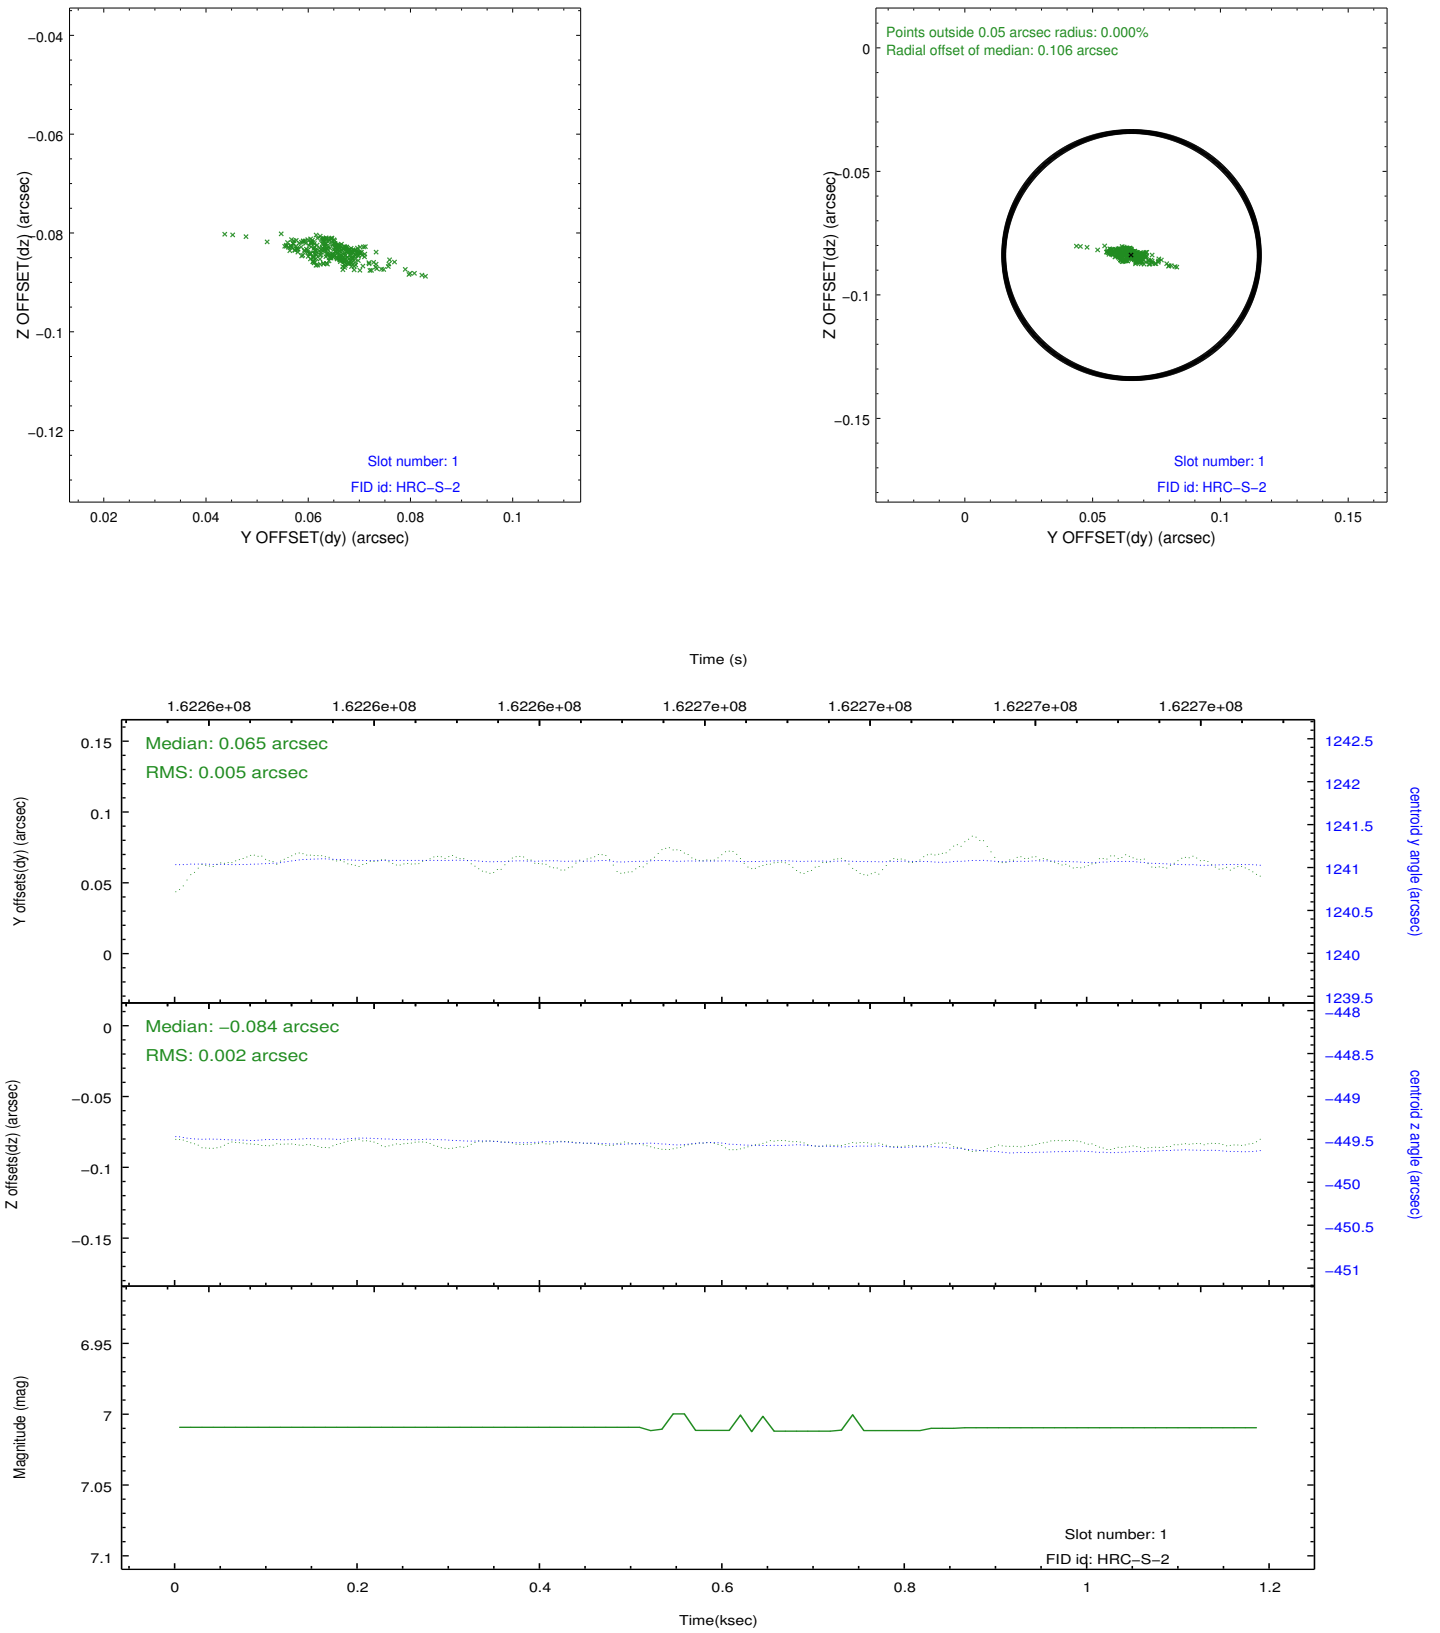 −0.04
−0.06
−0.08
−0.1
−0.12
Z OFFSET(dz) (arcsec)
Slot number: 1
FID id: HRC−S−2
0.02 0.04 0.06 0.08 0.1
Y OFFSET(dy) (arcsec)
Points outside 0.05 arcsec radius: 0.000%
Radial offset of median: 0.106 arcsec
0
−0.05
−0.1
−0.15
Z OFFSET(dz) (arcsec)
Slot number: 1
FID id: HRC−S−2
0 0.05 0.1 0.15
Y OFFSET(dy) (arcsec)
Time (s)
1.6226e+08 1.6226e+08 1.6226e+08 1.6227e+08 1.6227e+08 1.6227e+08 1.6227e+08
Median: 0.065 arcsec
RMS: 0.005 arcsec
0.15
0.1
0.05
0
Y offsets(dy) (arcsec)
1242.5
1242
1241.5
1241
1240.5
1240
1239.5
centroid y angle (arcsec)
Median: −0.084 arcsec
RMS: 0.002 arcsec
0
−0.05
−0.1
−0.15
Z offsets(dz) (arcsec)
−448
−448.5
−449
−449.5
−450
−450.5
−451
centroid z angle (arcsec)
6.95
7
7.05
7.1
Magnitude (mag)
Slot number: 1
FID id: HRC−S−2
0 0.2 0.4 0.6 0.8 1 1.2
Time(ksec)